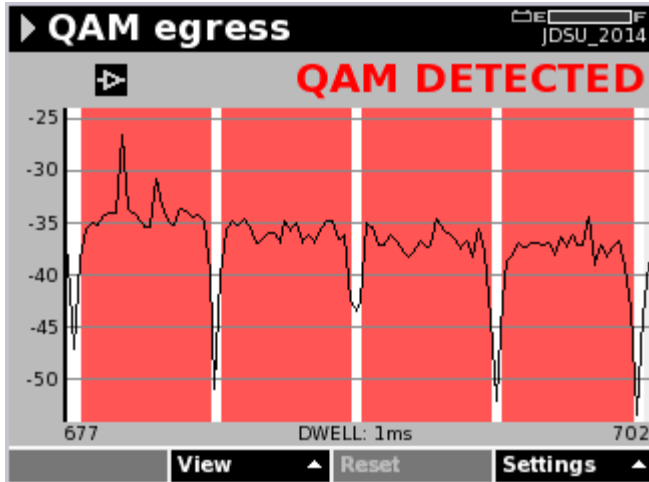 QAM egress
E F
JDSU_2014
QAM DETECTED
-25
-30
-35
-40
-45
-50
677 DWELL: 1ms 702
View Reset Settings